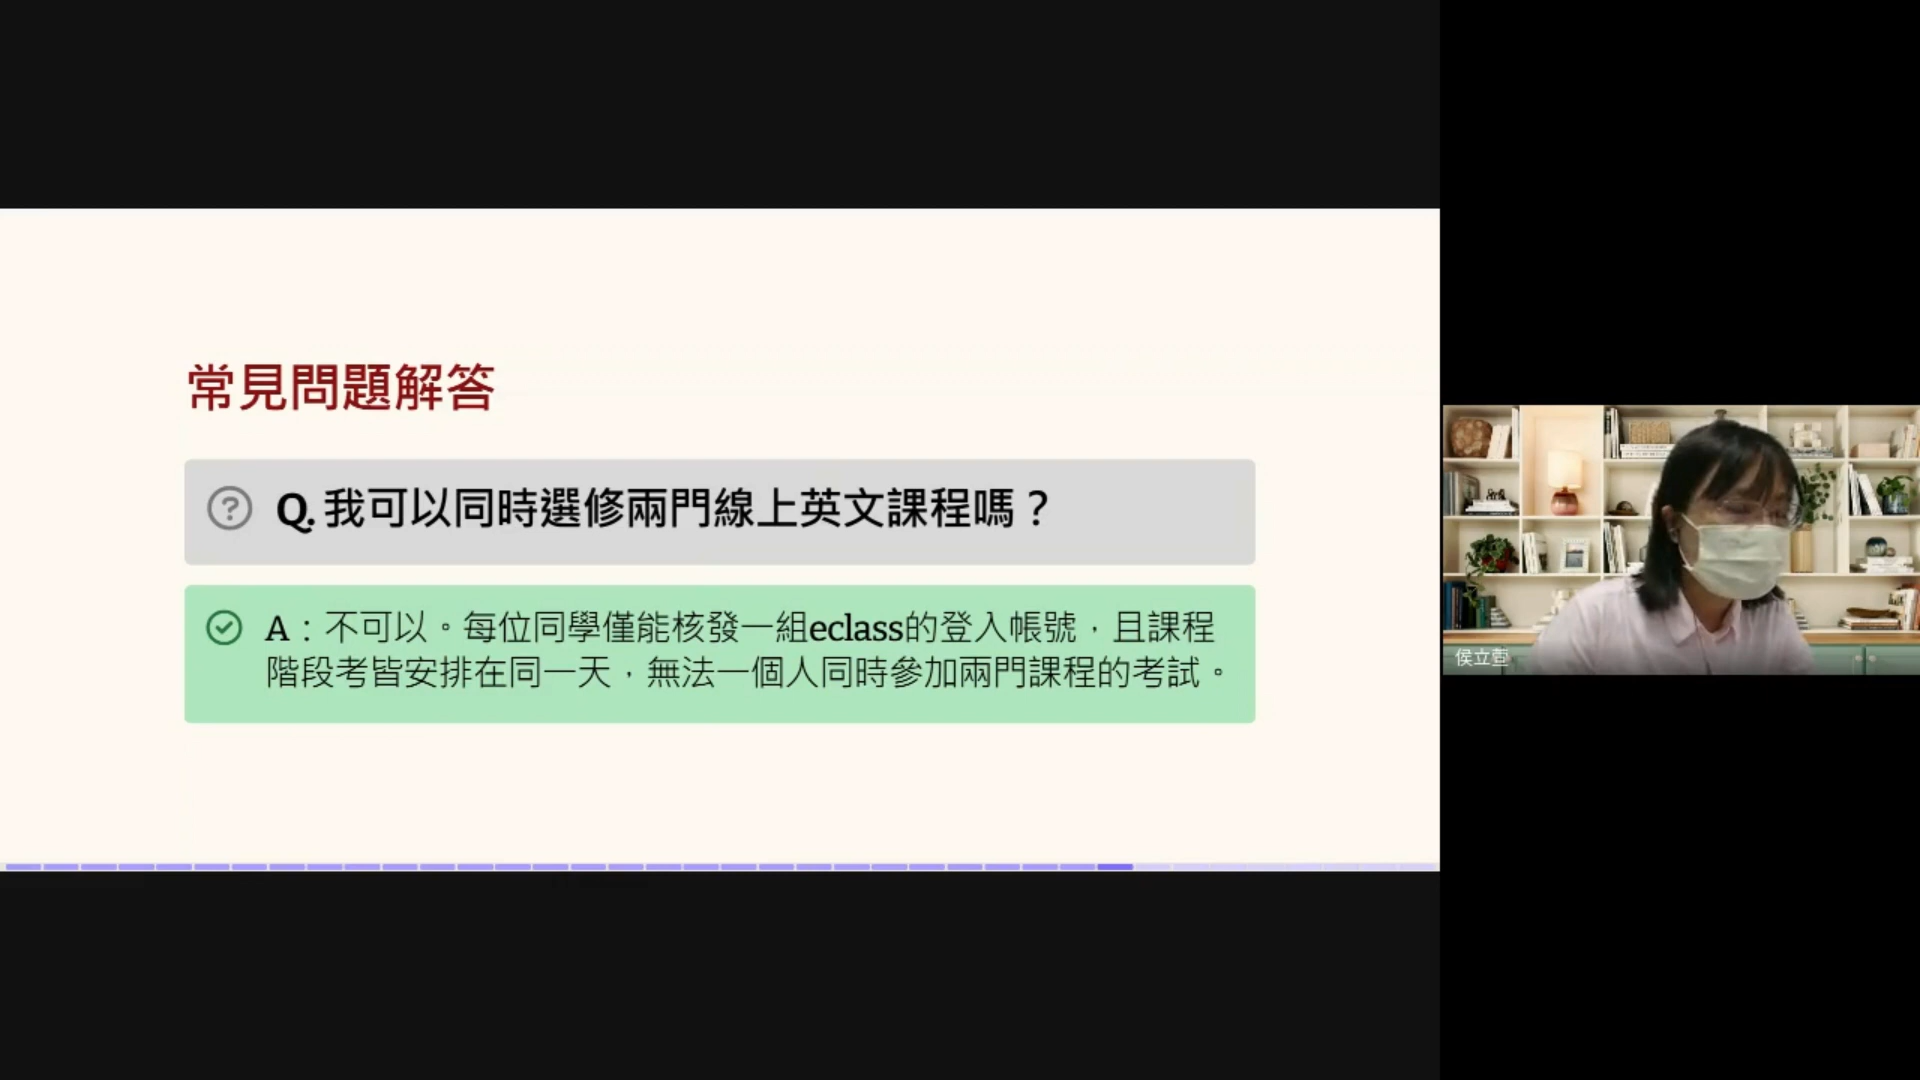 常見問題解答
Q. 我可以同時選修兩門線上英文課程嗎？
A：不可以。每位同學僅能核發一組eclass的登入帳號，且課程
階段考皆安排在同一天，無法一個人同時參加兩門課程的考試。
侯立萱